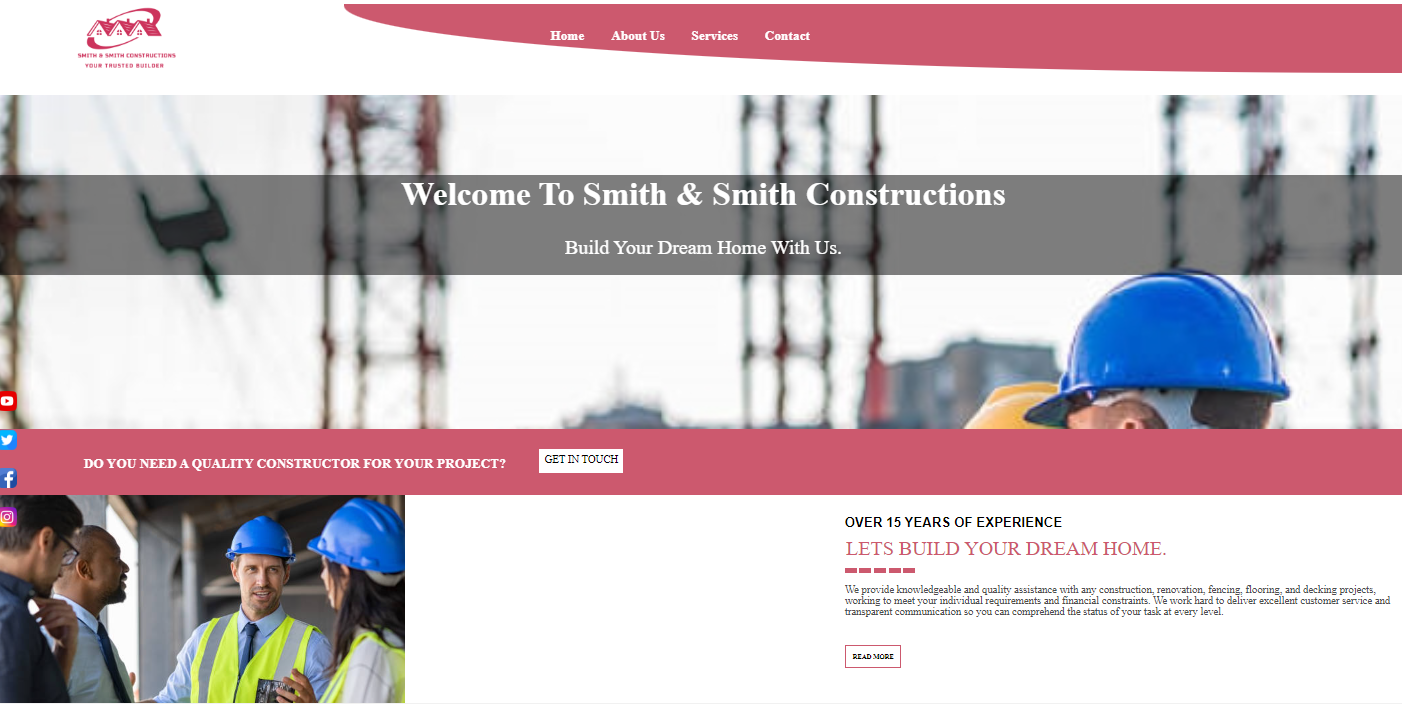 SMITH & SMITH CONSTRUCTIONS
YOUR TRUSTED BUILDER
Home About Us Services Contact
Welcome To Smith & Smith Constructions
Build Your Dream Home With Us.
DO YOU NEED A QUALITY CONSTRUCTOR FOR YOUR PROJECT? GET IN TOUCH
OVER 15 YEARS OF EXPERIENCE
LETS BUILD YOUR DREAM HOME.
We provide knowledgeable and quality assistance with any construction, renovation, fencing, flooring, and decking projects,
working to meet your individual requirements and financial constraints. We work hard to deliver excellent customer service and
transparent communication so you can comprehend the status of your task at every level.
READ MORE